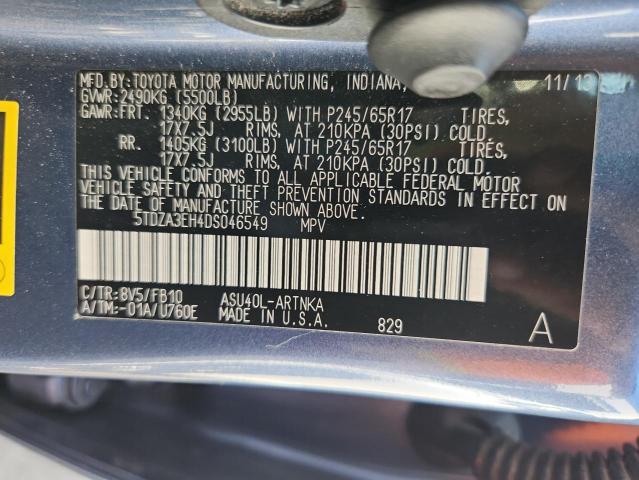 MFD.BY:TOYOTA MOTOR MANUFACTURING, INDIANA, 11/13
GVWR:2490KG (5500LB)
GAWR:FRT. 1340KG (2955LB) WITH P245/65R17 TIRES,
17X7.5J RIMS, AT 210KPA (30PSI) COLD.
RR. 1405KG (3100LB) WITH P245/65R17 TIRES,
17X7.5J RIMS, AT 210KPA (30PSI) COLD.
THIS VEHICLE CONFORMS TO ALL APPLICABLE FEDERAL MOTOR
VEHICLE SAFETY AND THEFT PREVENTION STANDARDS IN EFFECT ON
THE DATE OF MANUFACTURE SHOWN ABOVE.
5TDZA3EH4DS046549 MPV
C/TR:8V5/FB10 ASU40L-ARTNKA
A/TM:-01A/U760E MADE IN U.S.A. 829 A